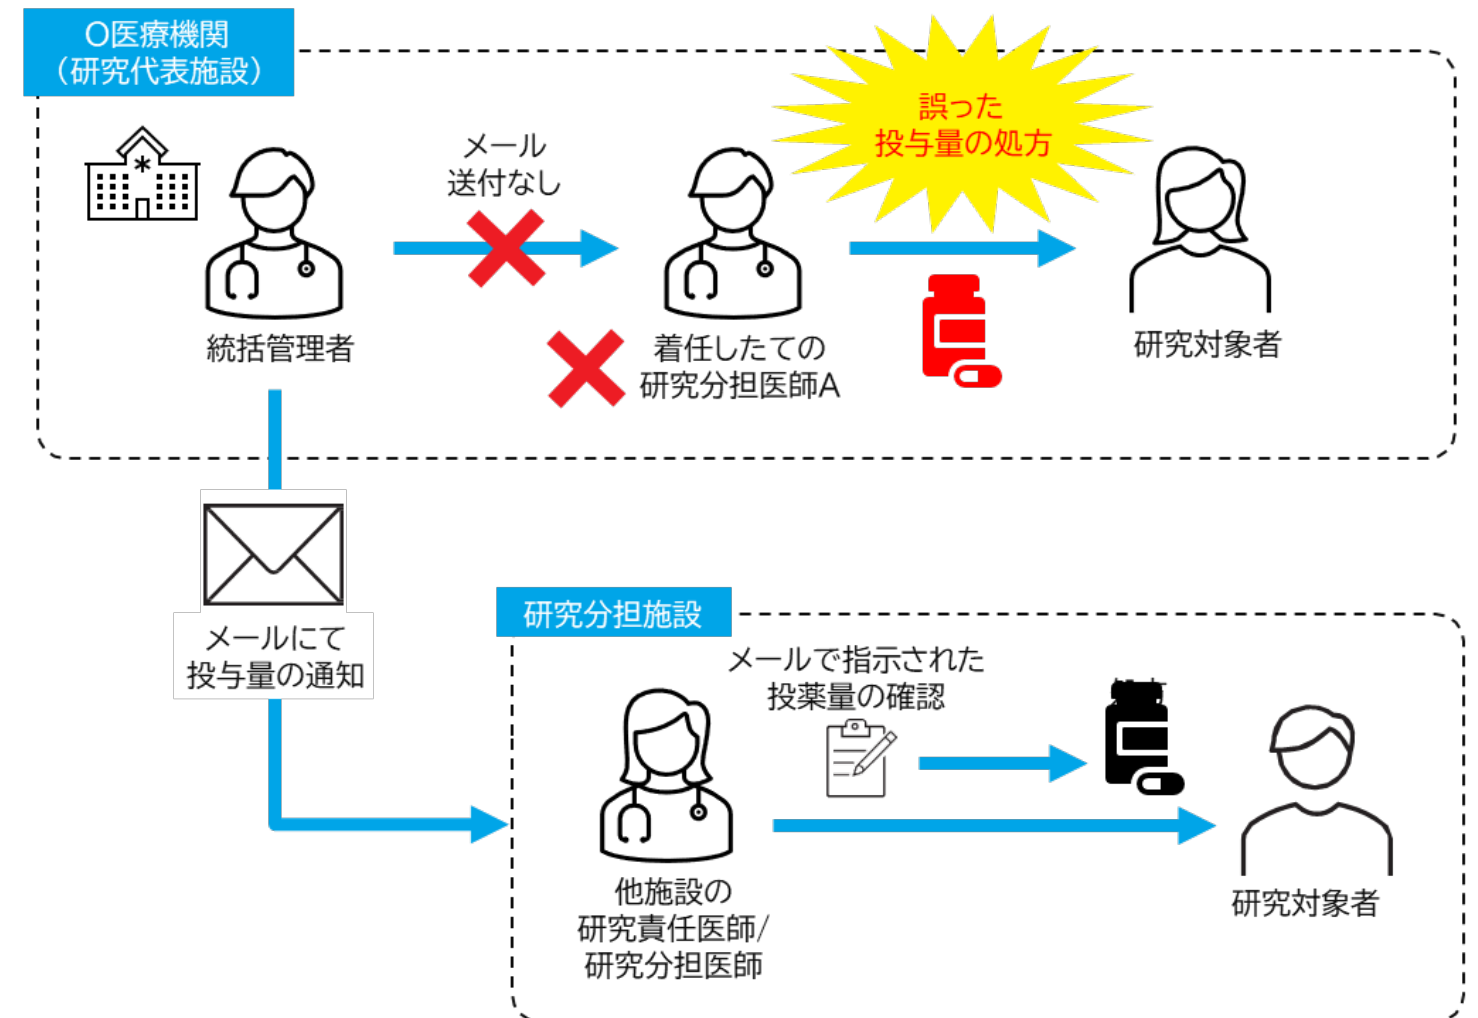 O医療機関
（研究代表施設）
メール
送付なし
誤った
投与量の処方
統括管理者
着任したての
研究分担医師A
研究対象者
メールにて
投与量の通知
研究分担施設
メールで指示された
投薬量の確認
他施設の
研究責任医師/
研究分担医師
研究対象者